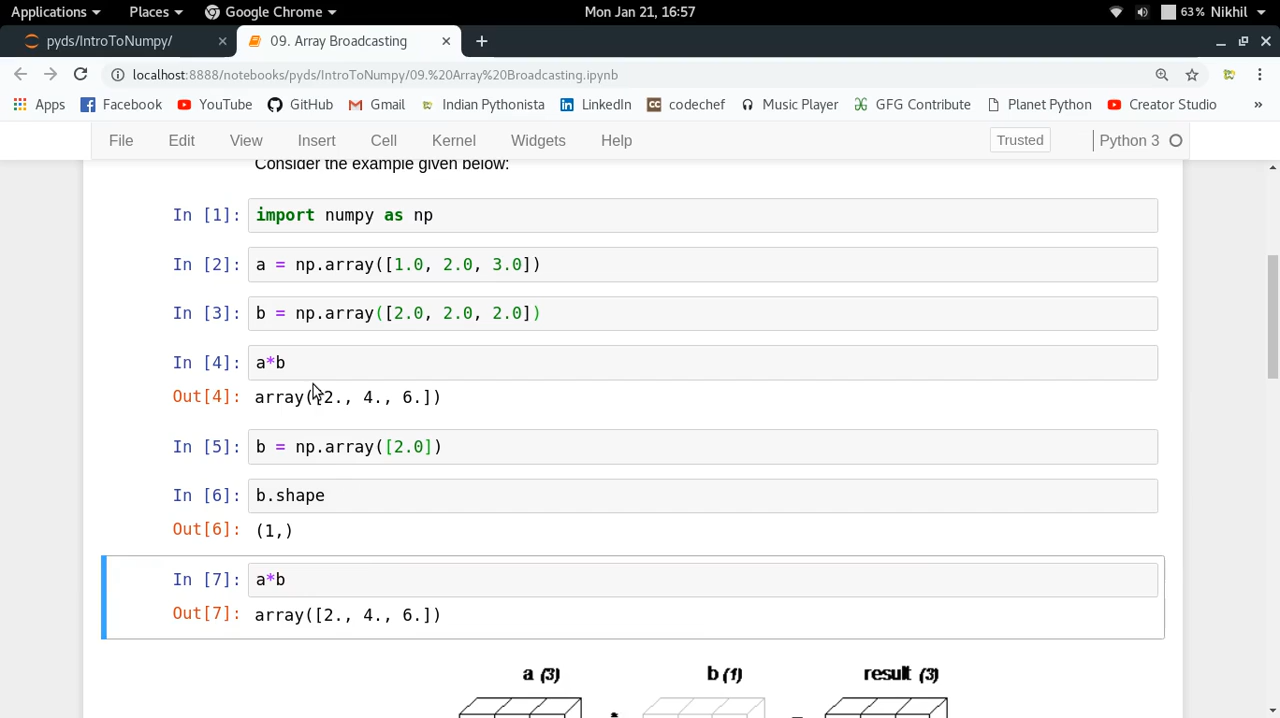 Applications Places Google Chrome Mon Jan 21, 16:57 63% Nikhil
pyds/IntroToNumpy/ × 09. Array Broadcasting × +
localhost:8888/notebooks/pyds/IntroToNumpy/09.%20Array%20Broadcasting.ipynb
Apps Facebook YouTube GitHub Gmail Indian Pythonista LinkedIn CC codechef Music Player GFG Contribute Planet Python Creator Studio »
File Edit View Insert Cell Kernel Widgets Help Trusted Python 3
Consider the example given below:
In [1]: import numpy as np
In [2]: a = np.array([1.0, 2.0, 3.0])
In [3]: b = np.array([2.0, 2.0, 2.0])
In [4]: a*b
Out[4]: array([2., 4., 6.])
In [5]: b = np.array([2.0])
In [6]: b.shape
Out[6]: (1,)
In [7]: a*b
Out[7]: array([2., 4., 6.])
a (3) b (1) result (3)